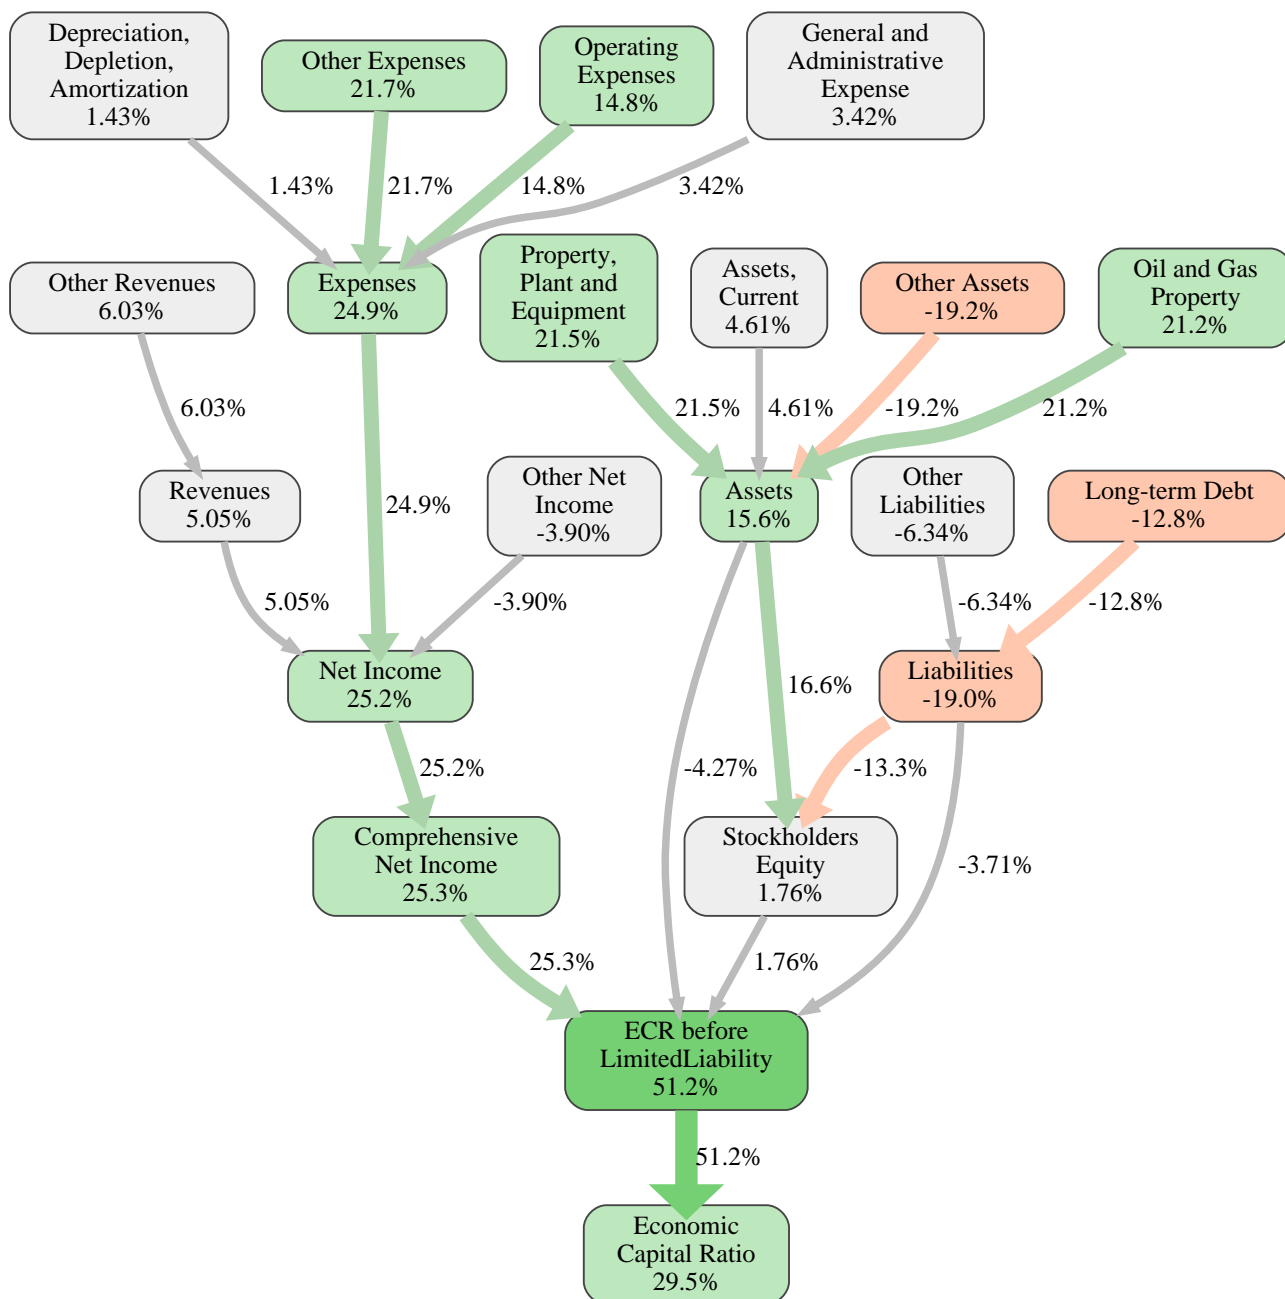 Depreciation,
Depletion,
Amortization
1.43%
Other Expenses
21.7%
Operating
Expenses
14.8%
General and
Administrative
Expense
3.42%
1.43%
21.7%
14.8%
3.42%
Other Revenues
6.03%
Expenses
24.9%
Property,
Plant and
Equipment
21.5%
Assets,
Current
4.61%
Other Assets
-19.2%
Oil and Gas
Property
21.2%
6.03%
21.5%
4.61%
-19.2%
21.2%
Revenues
5.05%
24.9%
Other Net
Income
-3.90%
Assets
15.6%
Other
Liabilities
-6.34%
Long-term Debt
-12.8%
5.05%
-3.90%
-6.34%
-12.8%
Net Income
25.2%
16.6%
Liabilities
-19.0%
25.2%
-4.27%
-13.3%
Comprehensive
Net Income
25.3%
Stockholders
Equity
1.76%
-3.71%
25.3%
1.76%
ECR before
LimitedLiability
51.2%
51.2%
Economic
Capital Ratio
29.5%